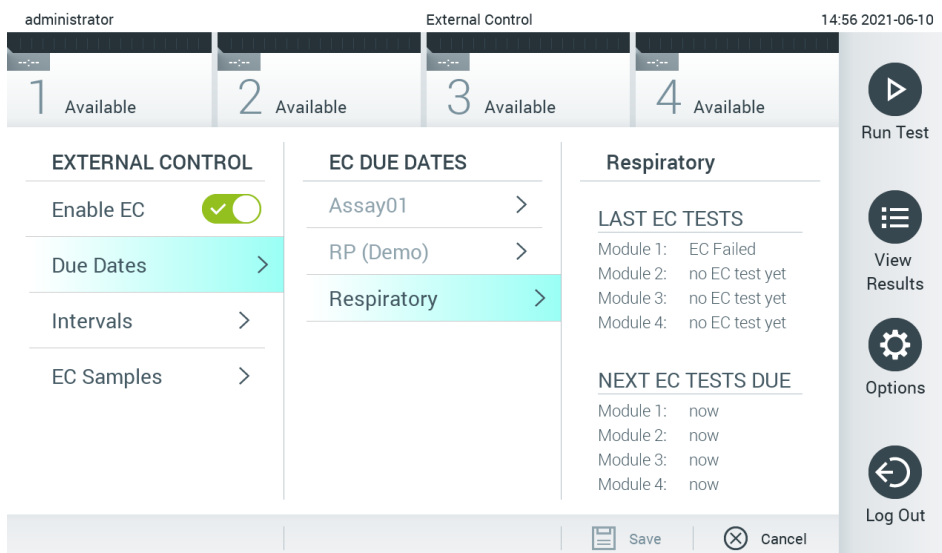 administrator
External Control
14:56 2021-06-10
--:--
1 Available
--:--
2 Available
--:--
3 Available
--:--
4 Available
EXTERNAL CONTROL
Enable EC
Due Dates
Intervals
EC Samples
EC DUE DATES
Assay01
RP (Demo)
Respiratory
Respiratory
LAST EC TESTS
Module 1: EC Failed
Module 2: no EC test yet
Module 3: no EC test yet
Module 4: no EC test yet
NEXT EC TESTS DUE
Module 1: now
Module 2: now
Module 3: now
Module 4: now
Save
Cancel
Run Test
View
Results
Options
Log Out